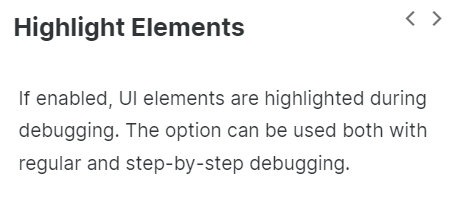 Highlight Elements
If enabled, UI elements are highlighted during
debugging. The option can be used both with
regular and step-by-step debugging.